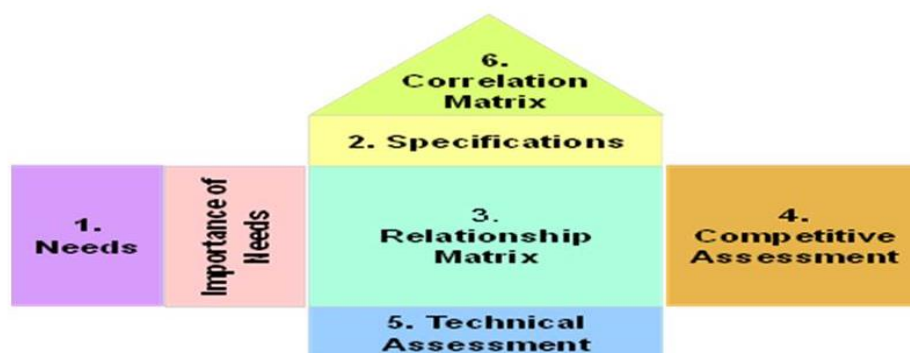 6.
Correlation
Matrix
2. Specifications
1.
Needs
Importance of
Needs
3.
Relationship
Matrix
4.
Competitive
Assessment
5. Technical
Assessment